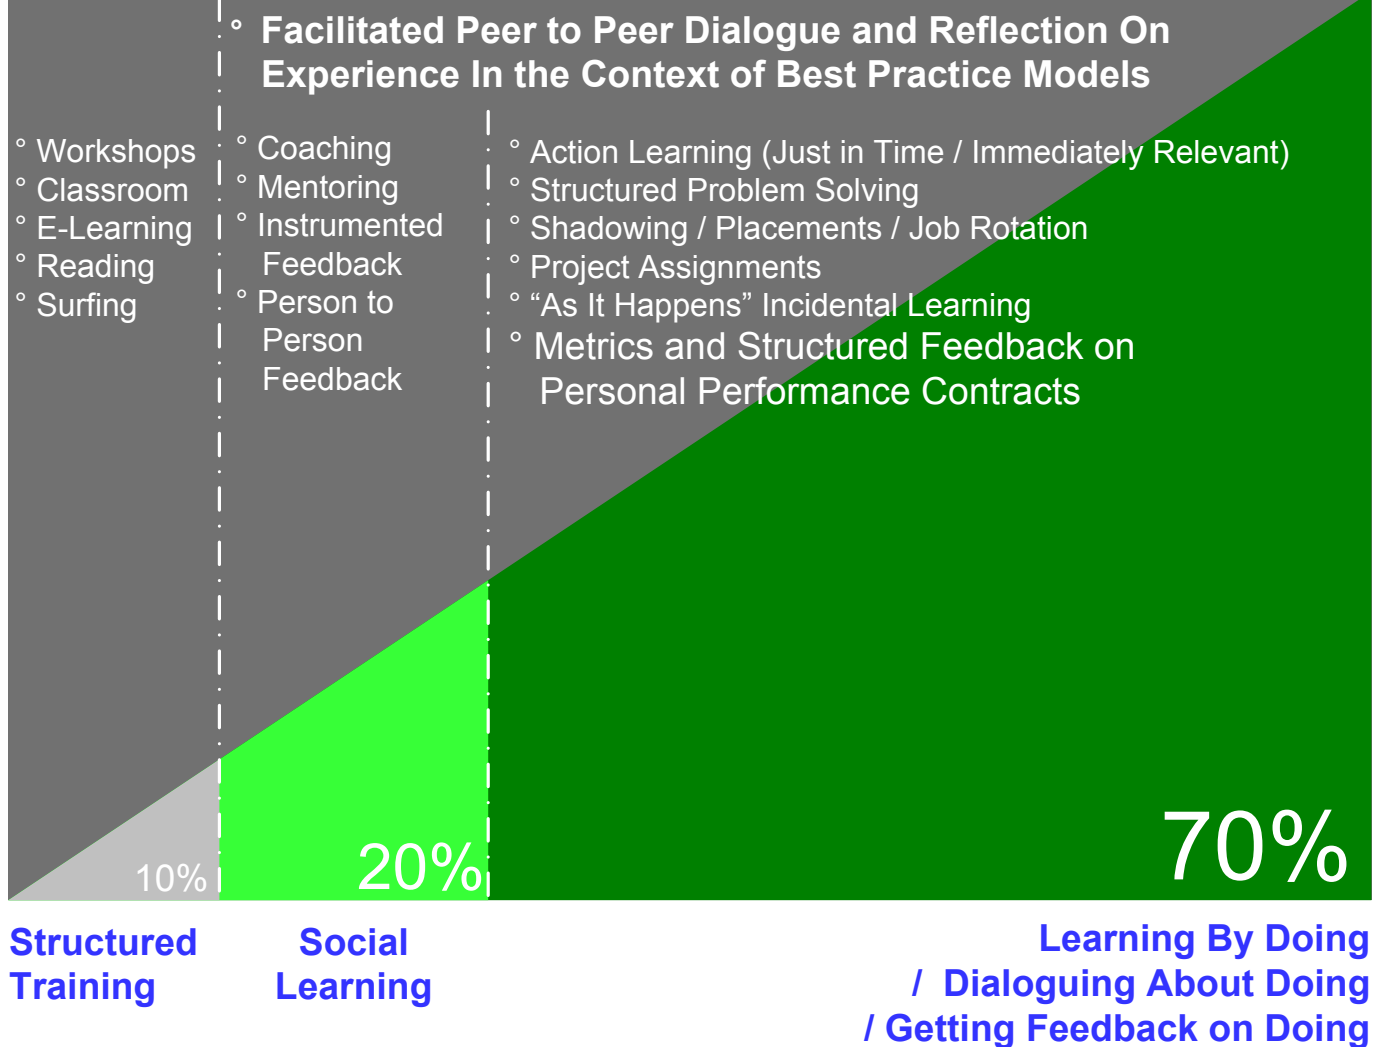 ° Facilitated Peer to Peer Dialogue and Reflection On
Experience In the Context of Best Practice Models
° Workshops
° Classroom
° E-Learning
° Reading
° Surfing
° Coaching
° Mentoring
° Instrumented
Feedback
° Person to
Person
Feedback
° Action Learning (Just in Time / Immediately Relevant)
° Structured Problem Solving
° Shadowing / Placements / Job Rotation
° Project Assignments
° “As It Happens” Incidental Learning
° Metrics and Structured Feedback on
Personal Performance Contracts
10%
20%
70%
Structured
Training
Social
Learning
Learning By Doing
/ Dialoguing About Doing
/ Getting Feedback on Doing